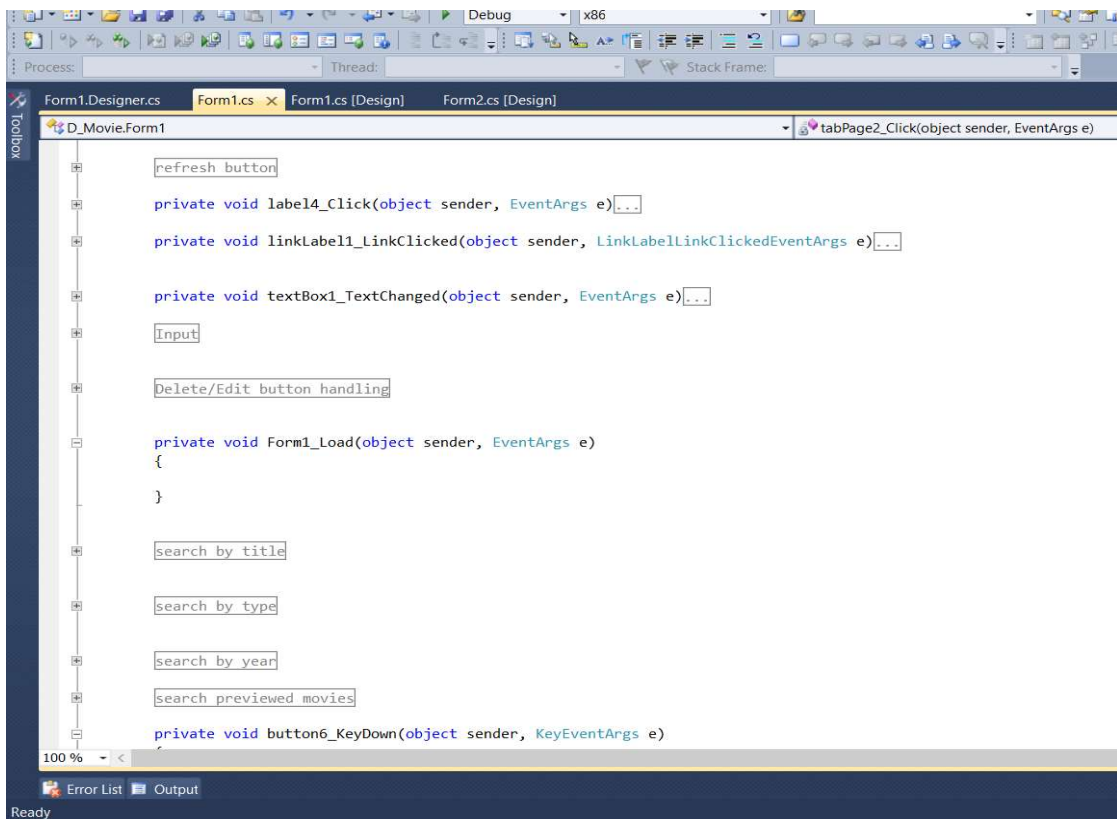 Debug x86
Process: Thread: Stack Frame:
Toolbox
Form1.Designer.cs Form1.cs Form1.cs [Design] Form2.cs [Design]
D_Movie.Form1 tabPage2_Click(object sender, EventArgs e)
refresh button
private void label4_Click(object sender, EventArgs e)...
private void linkLabel1_LinkClicked(object sender, LinkLabelLinkClickedEventArgs e)...
private void textBox1_TextChanged(object sender, EventArgs e)...
Input
Delete/Edit button handling
private void Form1_Load(object sender, EventArgs e)
{
}
search by title
search by type
search by year
search previewed movies
private void button6_KeyDown(object sender, KeyEventArgs e)
100 %
Error List Output
Ready